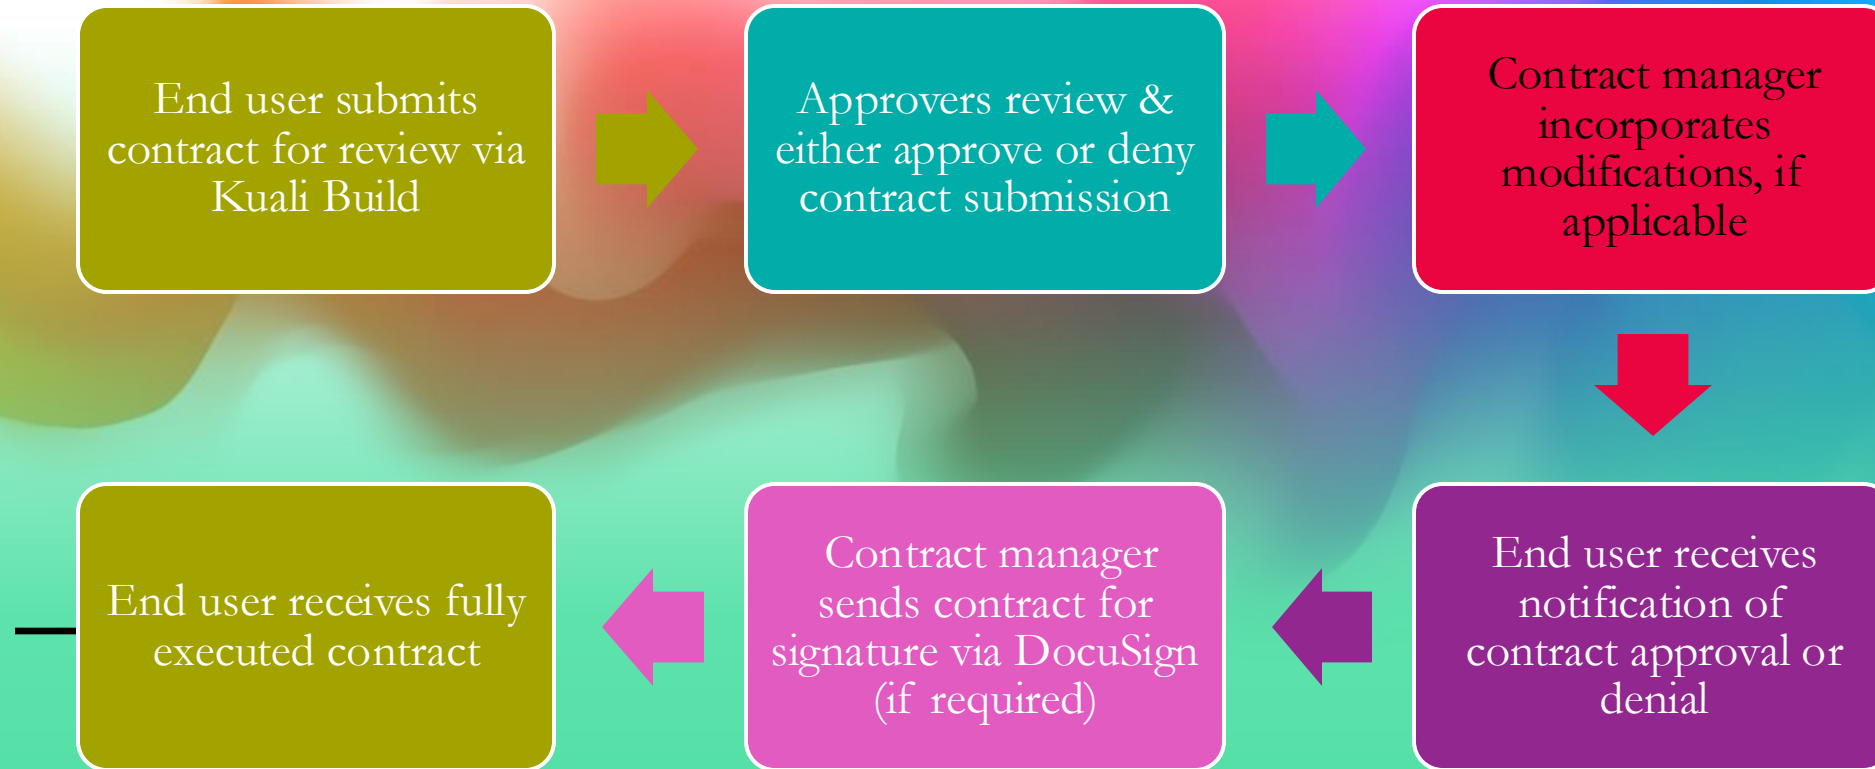 End user submits
contract for review via
Kuali Build
Approvers review &
either approve or deny
contract submission
Contract manager
incorporates
modifications, if
applicable
End user receives
notification of
contract approval or
denial
Contract manager
sends contract for
signature via DocuSign
(if required)
End user receives fully
executed contract